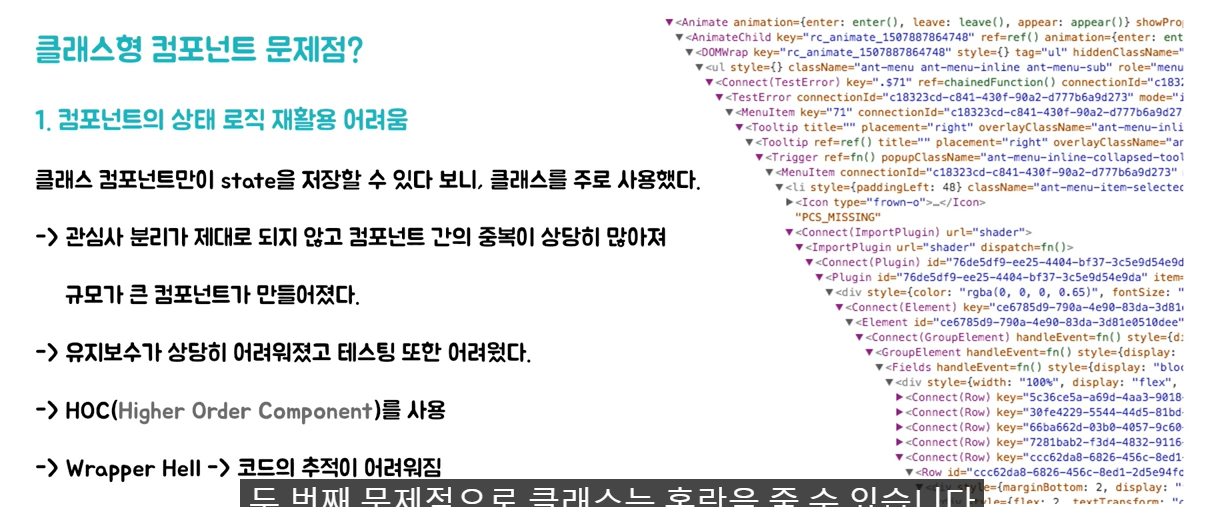 클래스형 컴포넌트 문제점?
1. 컴포넌트의 상태 로직 재활용 어려움
클래스 컴포넌트만이 state을 저장할 수 있다 보니, 클래스를 주로 사용했다.
-> 관심사 분리가 제대로 되지 않고 컴포넌트 간의 중복이 상당히 많아져
규모가 큰 컴포넌트가 만들어졌다.
-> 유지보수가 상당히 어려워졌고 테스팅 또한 어려웠다.
-> HOC(Higher Order Component)를 사용
-> Wrapper Hell -> 코드의 추적이 어려워짐
두 번째 문제점으로 클래스는 혼란을 줄 수 있습니다
▼<Animate animation={enter: enter(), leave: leave(), appear: appear()} showProp
▼<AnimateChild key="rc_animate_1507887864748" ref=ref() animation={enter: ent
▼<DOMWrap key="rc_animate_1507887864748" style={} tag="ul" hiddenClassName="
▼<ul style={} className="ant-menu ant-menu-inline ant-menu-sub" role="menu
▼<Connect(TestError) key=".$71" ref=chainedFunction() connectionId="c1832
▼<TestError connectionId="c18323cd-c841-430f-90a2-d777b6a9d273" mode="i
▼<MenuItem key="71" connectionId="c18323cd-c841-430f-90a2-d777b6a9d27
▼<Tooltip title="" placement="right" overlayClassName="ant-menu-inli
▼<Tooltip ref=ref() title="" placement="right" overlayClassName="an
▼<Trigger ref=fn() popupClassName="ant-menu-inline-collapsed-tool
▼<MenuItem connectionId="c18323cd-c841-430f-90a2-d777b6a9d273"
▼<li style={paddingLeft: 48} className="ant-menu-item-selected
▶<Icon type="frown-o">…</Icon>
"PCS_MISSING"
▼<Connect(ImportPlugin) url="shader">
▼<ImportPlugin url="shader" dispatch=fn()>
▼<Connect(Plugin) id="76de5df9-ee25-4404-bf37-3c5e9d54e9d
▼<Plugin id="76de5df9-ee25-4404-bf37-3c5e9d54e9da" item=
▼<div style={color: "rgba(0, 0, 0, 0.65)", fontSize: "
▼<Connect(Element) key="ce6785d9-790a-4e90-83da-3d81e
▼<Element id="ce6785d9-790a-4e90-83da-3d81e0510dee"
▼<Connect(GroupElement) handleEvent=fn() style={di
▼<GroupElement handleEvent=fn() style={display:
▼<Fields handleEvent=fn() style={display: "bloc
▼<div style={width: "100%", display: "flex",
▶<Connect(Row) key="5c36ce5a-a69d-4aa3-9018-
▶<Connect(Row) key="30fe4229-5544-44d5-81bd-
▶<Connect(Row) key="66ba662d-03b0-4057-9c60-
▶<Connect(Row) key="7281bab2-f3d4-4832-9116-
▼<Connect(Row) key="ccc62da8-6826-456c-8ed1-
▼<Row id="ccc62da8-6826-456c-8ed1-2d5e94fc
style={marginBottom: 2, display:
style={flex: 2, textTransform: "c